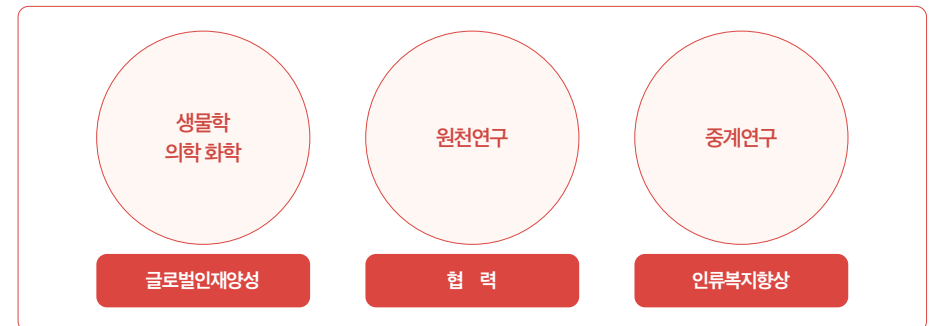 생물학
의학 화학
원천연구
중계연구
글로벌인재양성
협 력
인류복지향상